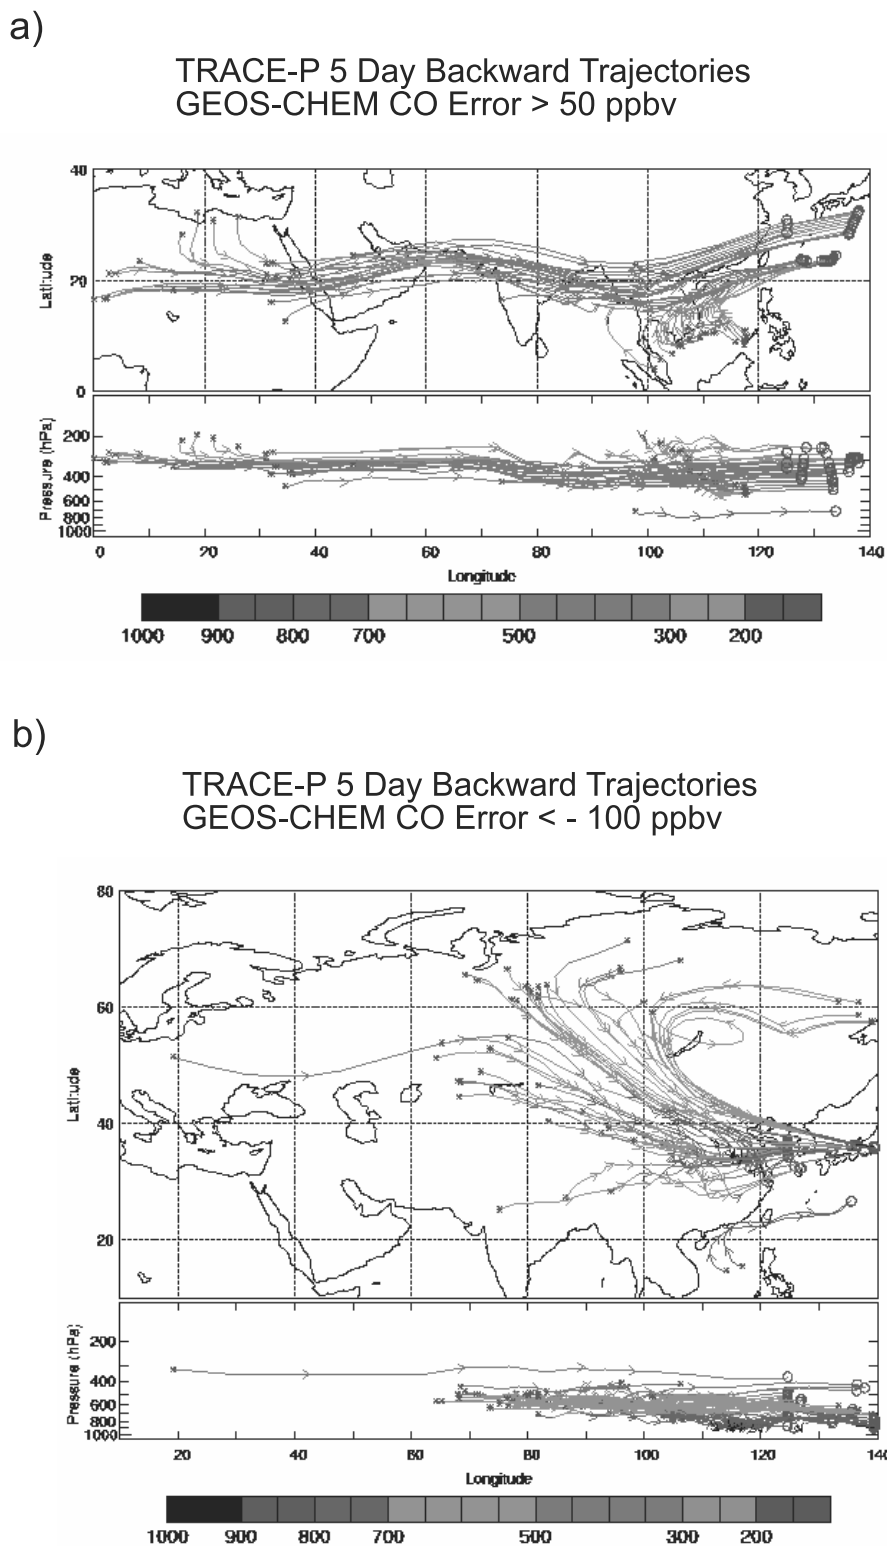 a)
TRACE-P 5 Day Backward Trajectories
GEOS-CHEM CO Error > 50 ppbv
40
20
0
Latitude
200
400
600
800
1000
Pressure (hPa)
0 20 40 60 80 100 120 140
Longitude
1000 900 800 700 500 300 200
b)
TRACE-P 5 Day Backward Trajectories
GEOS-CHEM CO Error < - 100 ppbv
80
60
40
20
Latitude
200
400
600
800
1000
Pressure (hPa)
20 40 60 80 100 120 140
Longitude
1000 900 800 700 500 300 200